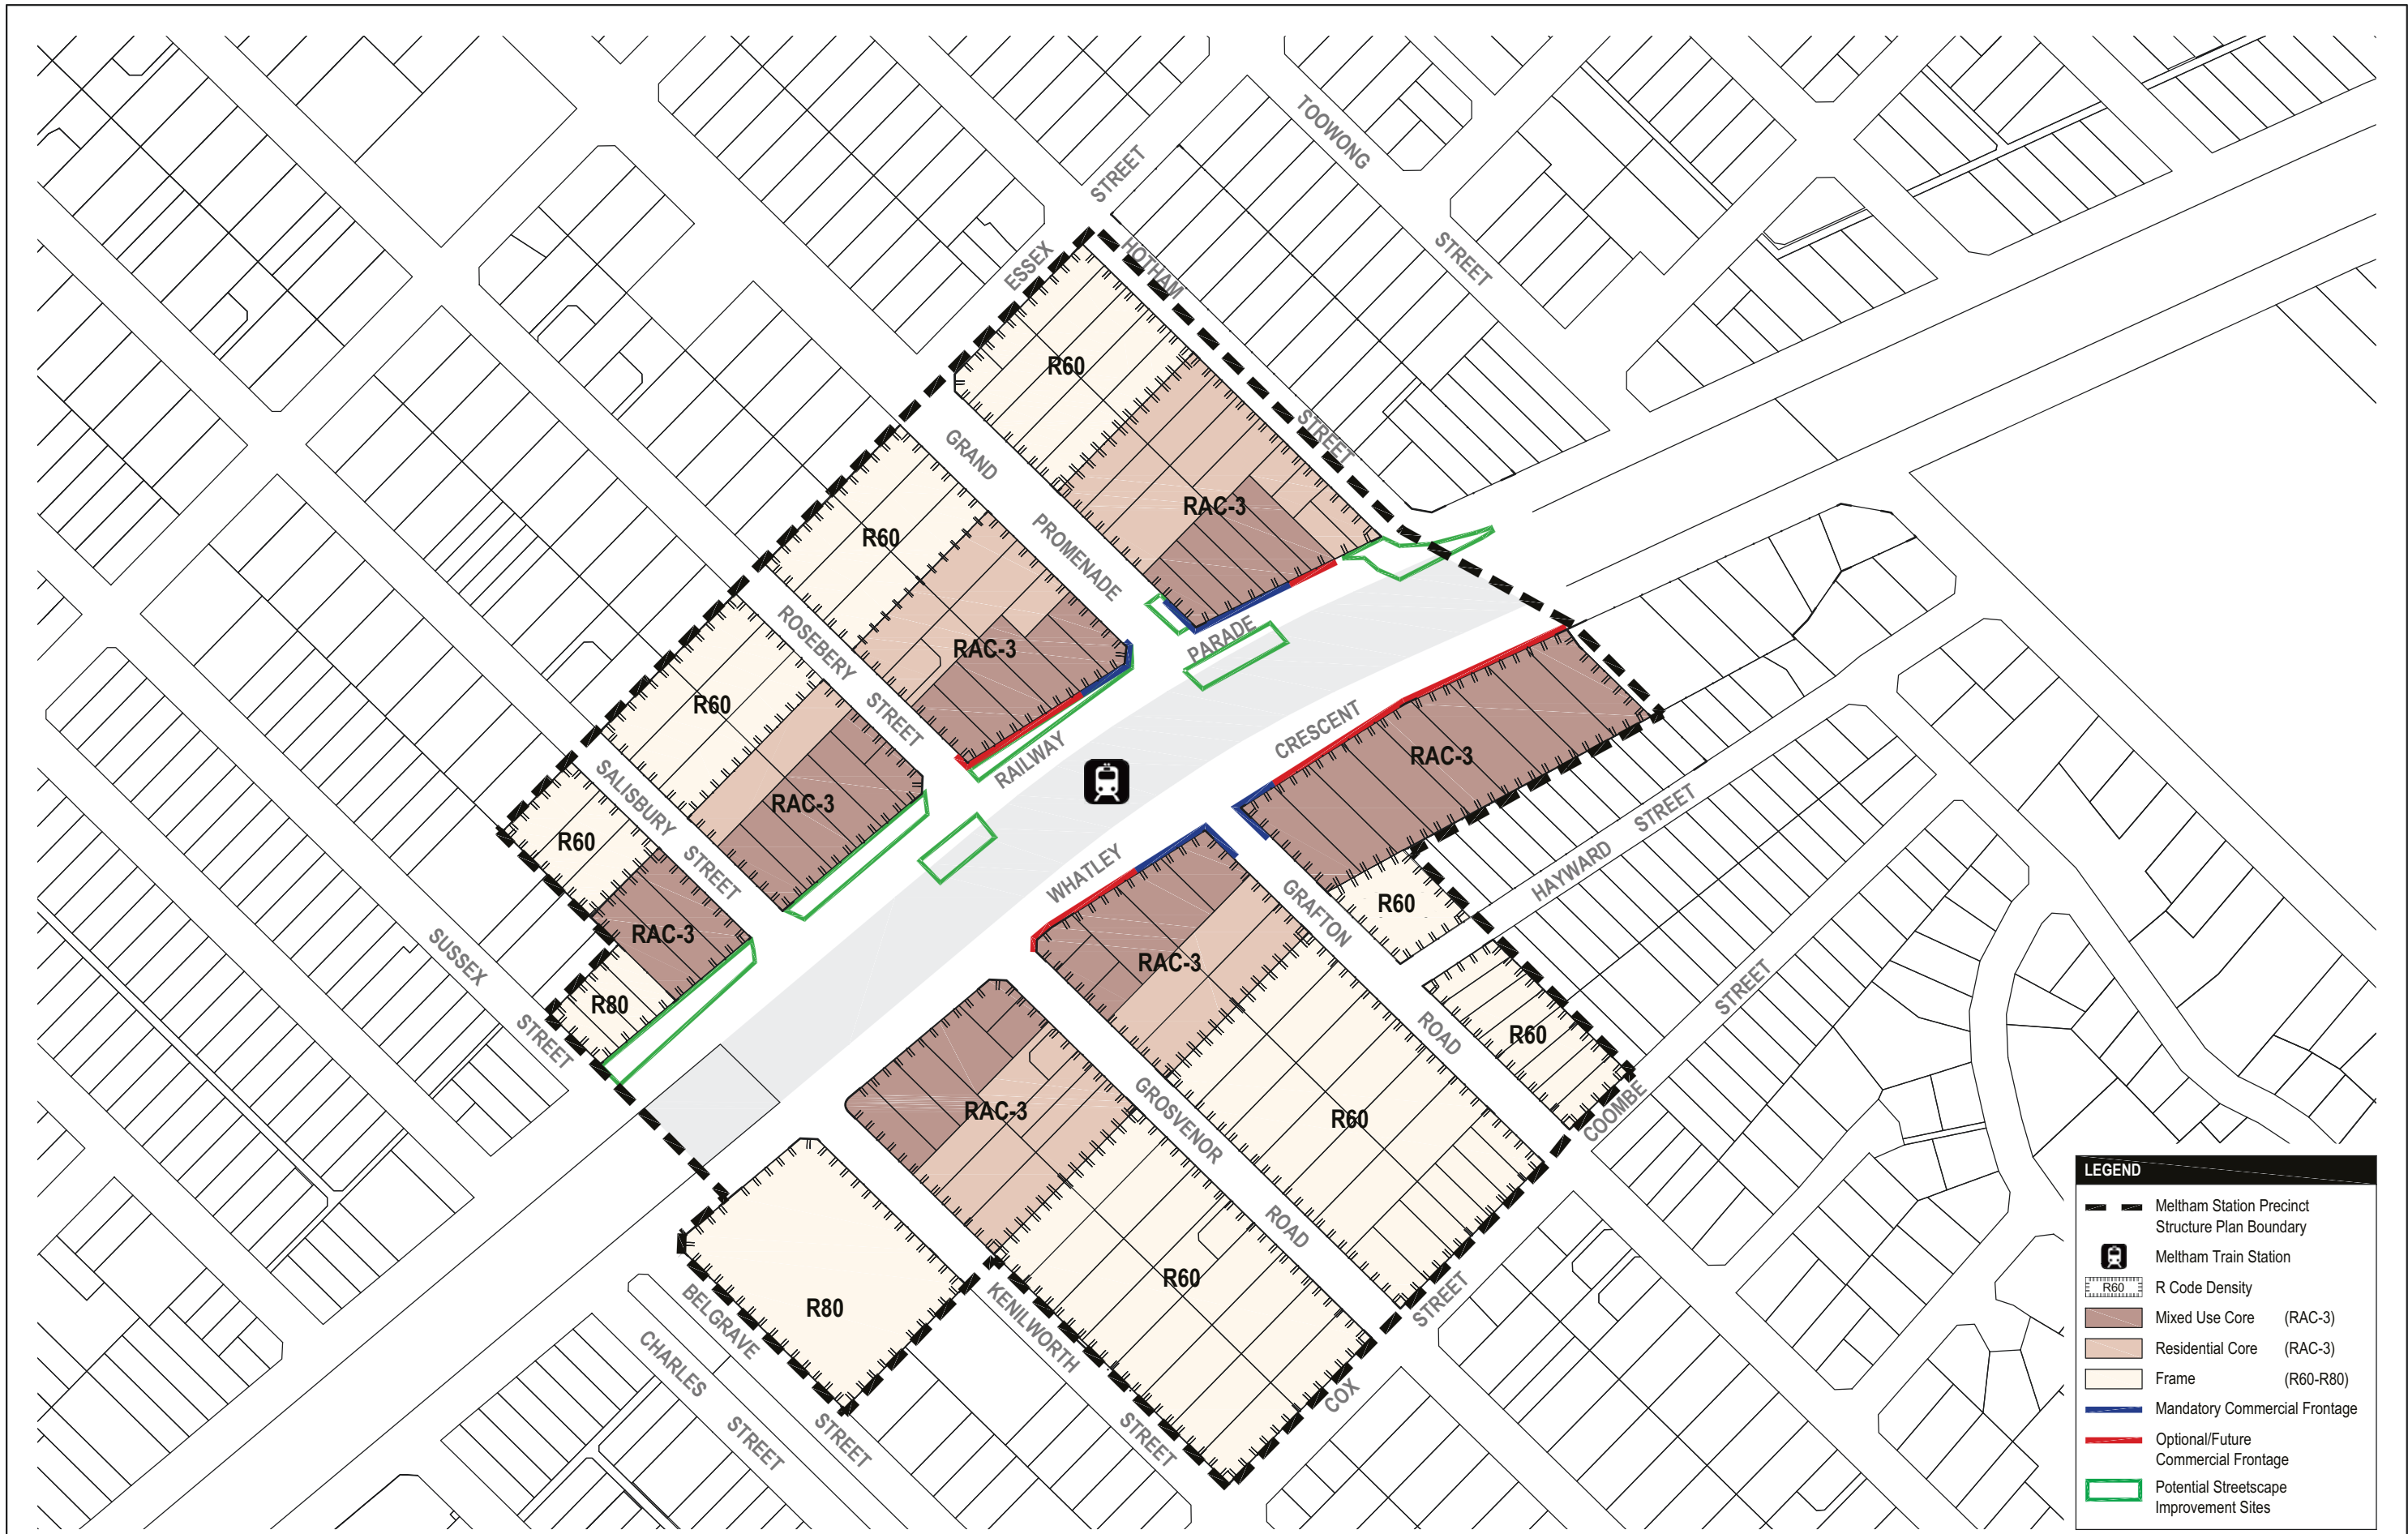 TOOWONG
STREET
STREET
ESSEX
HOTHAM
STREET
R60
GRAND
PROMENADE
RAC-3
R60
ROSEBERY
STREET
RAC-3
PARADE
RAILWAY
CRESCENT
RAC-3
R60
SALISBURY
STREET
RAC-3
R60
RAC-3
R80
SUSSEX
STREET
WHATLEY
GRAFTON
ROAD
R60
HAYWARD
STREET
RAC-3
R60
COOMBE
STREET
RAC-3
R60
GROSVENOR
ROAD
R60
R80
BELGRAVE
STREET
CHARLES
STREET
KENILWORTH
STREET
COX
STREET
LEGEND
Meltham Station Precinct
Structure Plan Boundary
Meltham Train Station
R60 R Code Density
Mixed Use Core (RAC-3)
Residential Core (RAC-3)
Frame (R60-R80)
Mandatory Commercial Frontage
Optional/Future
Commercial Frontage
Potential Streetscape
Improvement Sites